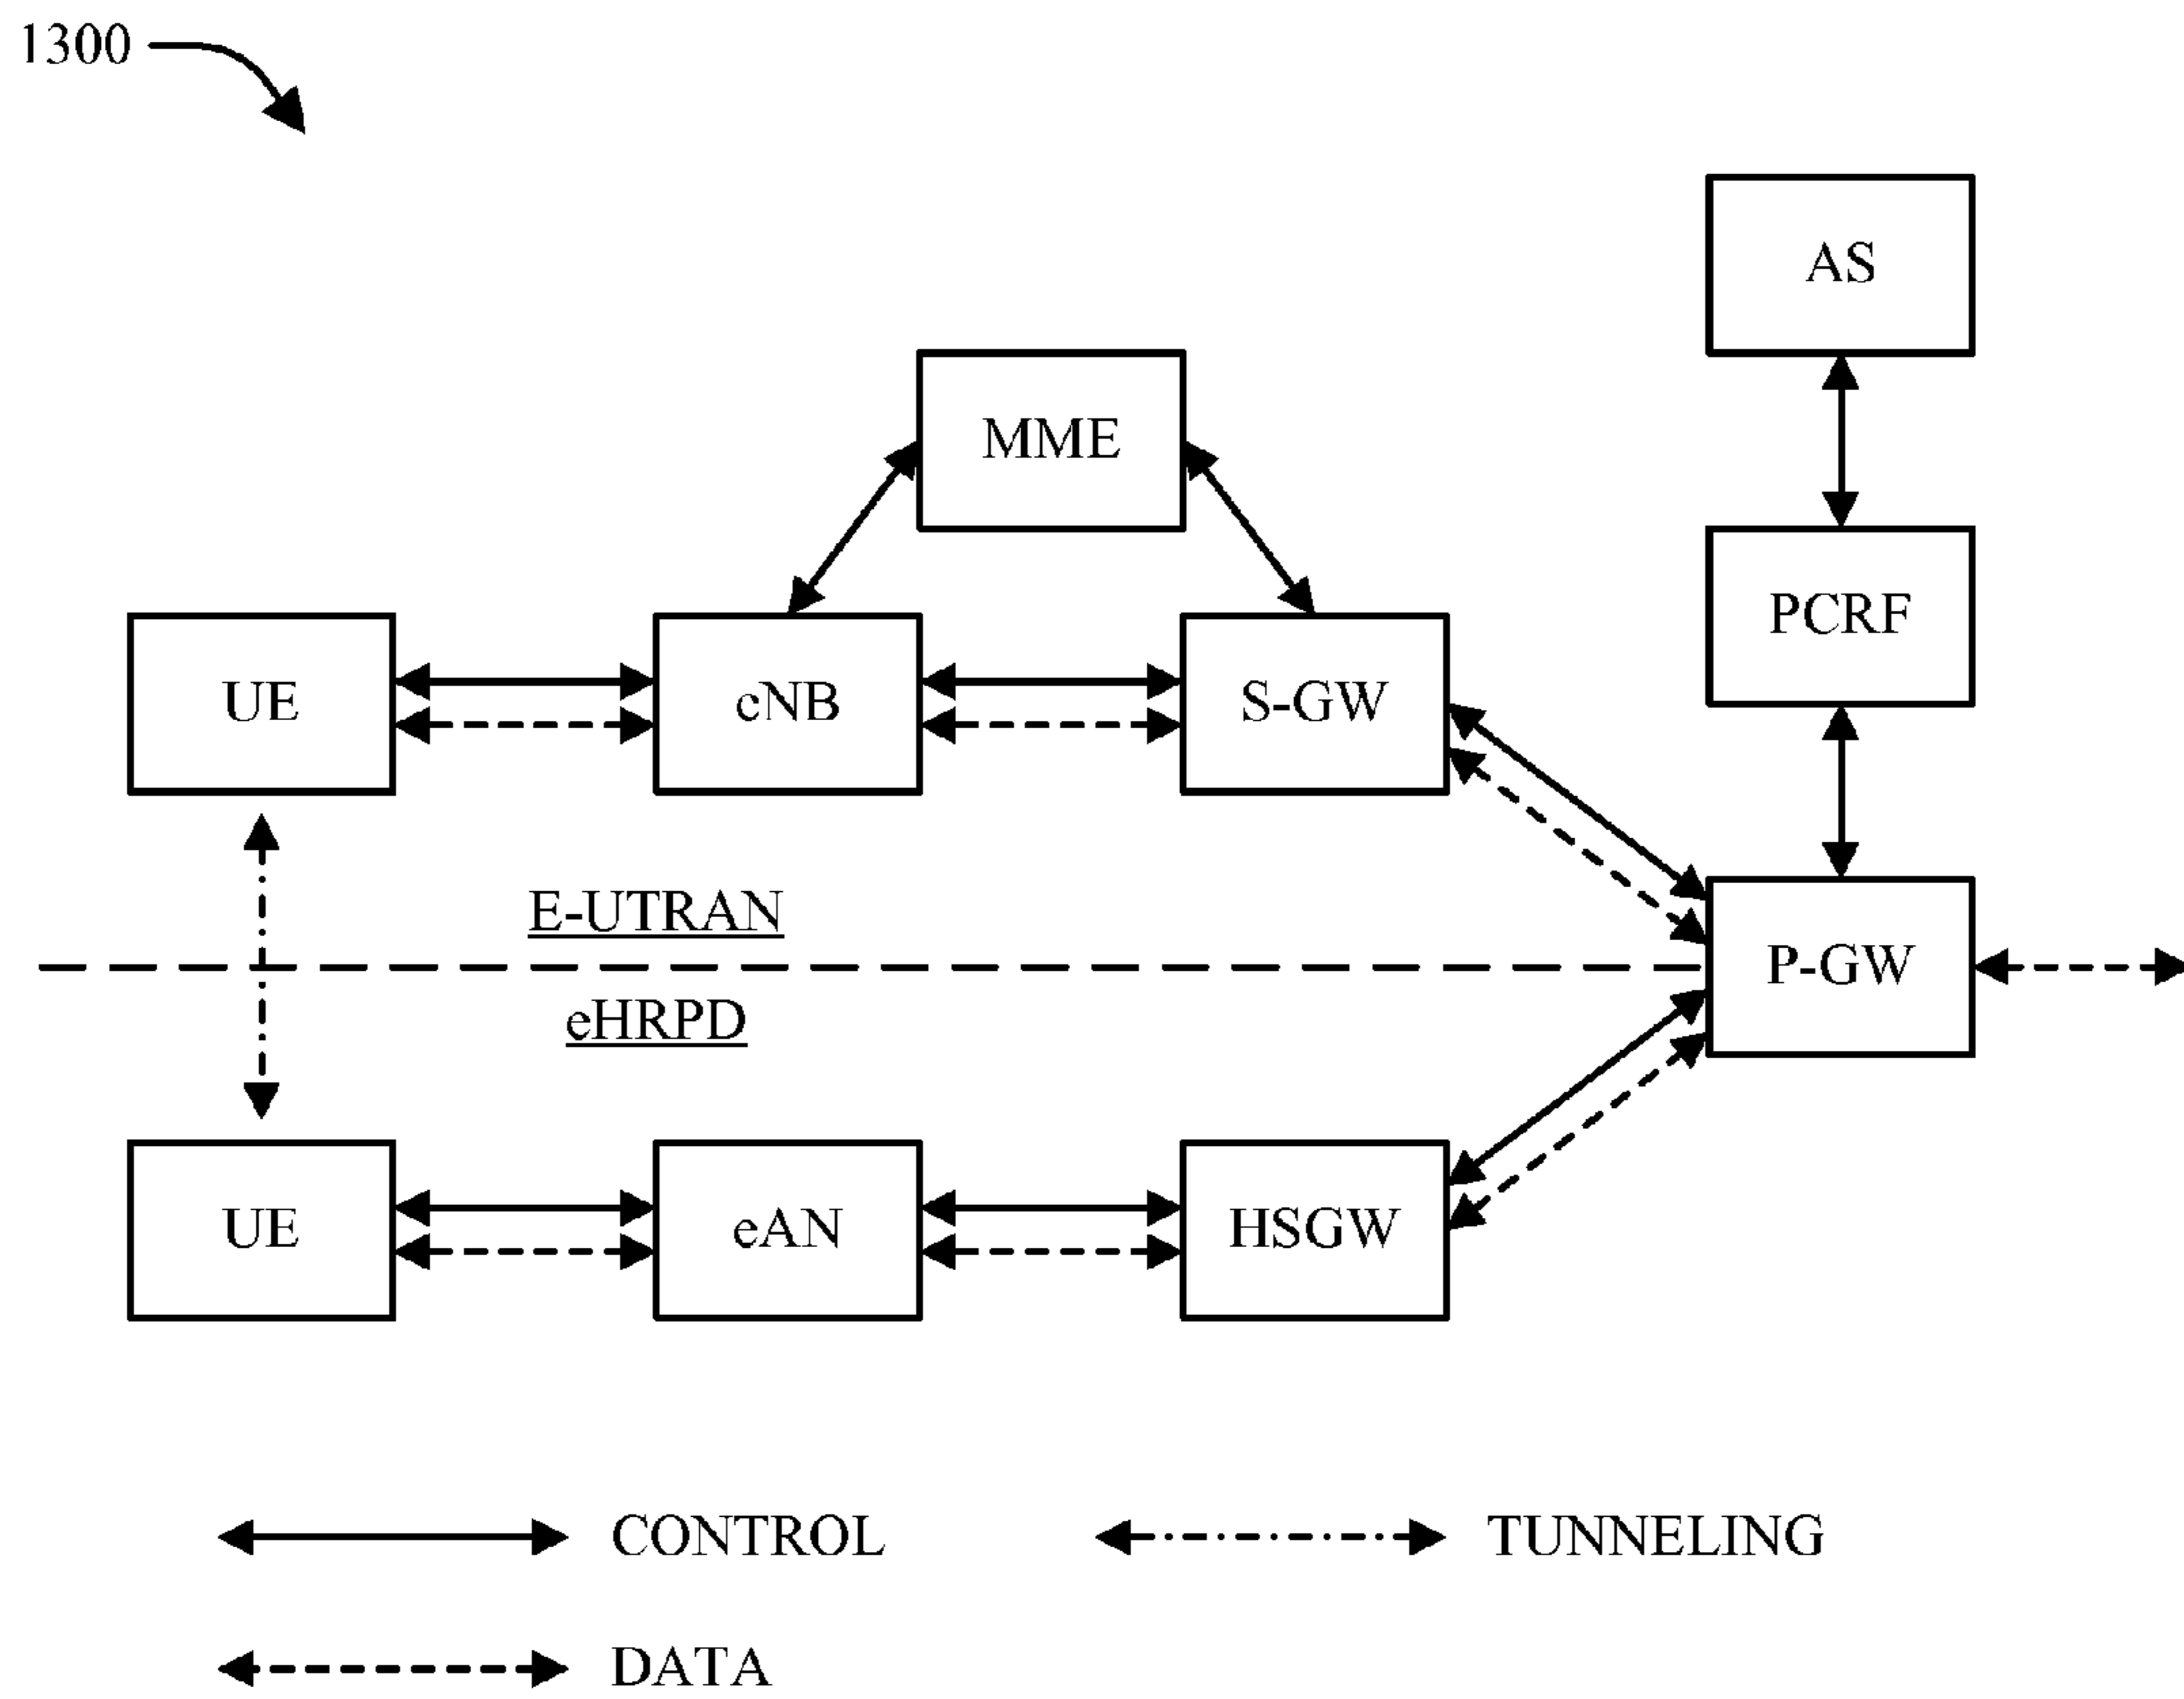 1300
AS
MME
PCRF
UE
cNB
S-GW
E-UTRAN
P-GW
eHRPD
UE
eAN
HSGW
CONTROL
TUNNELING
DATA